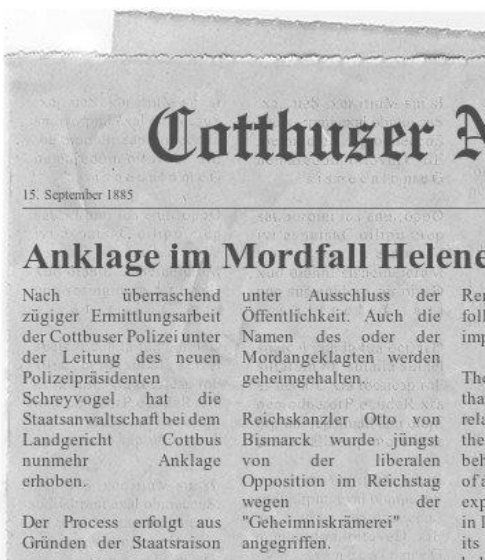 Cottbuser
15. September 1885
Anklage im Mordfall Helene
Nach überraschend
zügiger Ermittlungsarbeit
der Cottbuser Polizei unter
der Leitung des neuen
Polizeipräsidenten
Schreyvogel hat die
Staatsanwaltschaft bei dem
Landgericht Cottbus
nunmehr Anklage
erhoben.
Der Process erfolgt aus
Gründen der Staatsraison
unter Ausschluss der
Öffentlichkeit. Auch die
Namen des oder der
Mordangeklagten werden
geheimgehalten.
Reichskanzler Otto von
Bismarck wurde jüngst
von der liberalen
Opposition im Reichstag
wegen der
"Geheimniskrämerei"
angegriffen.